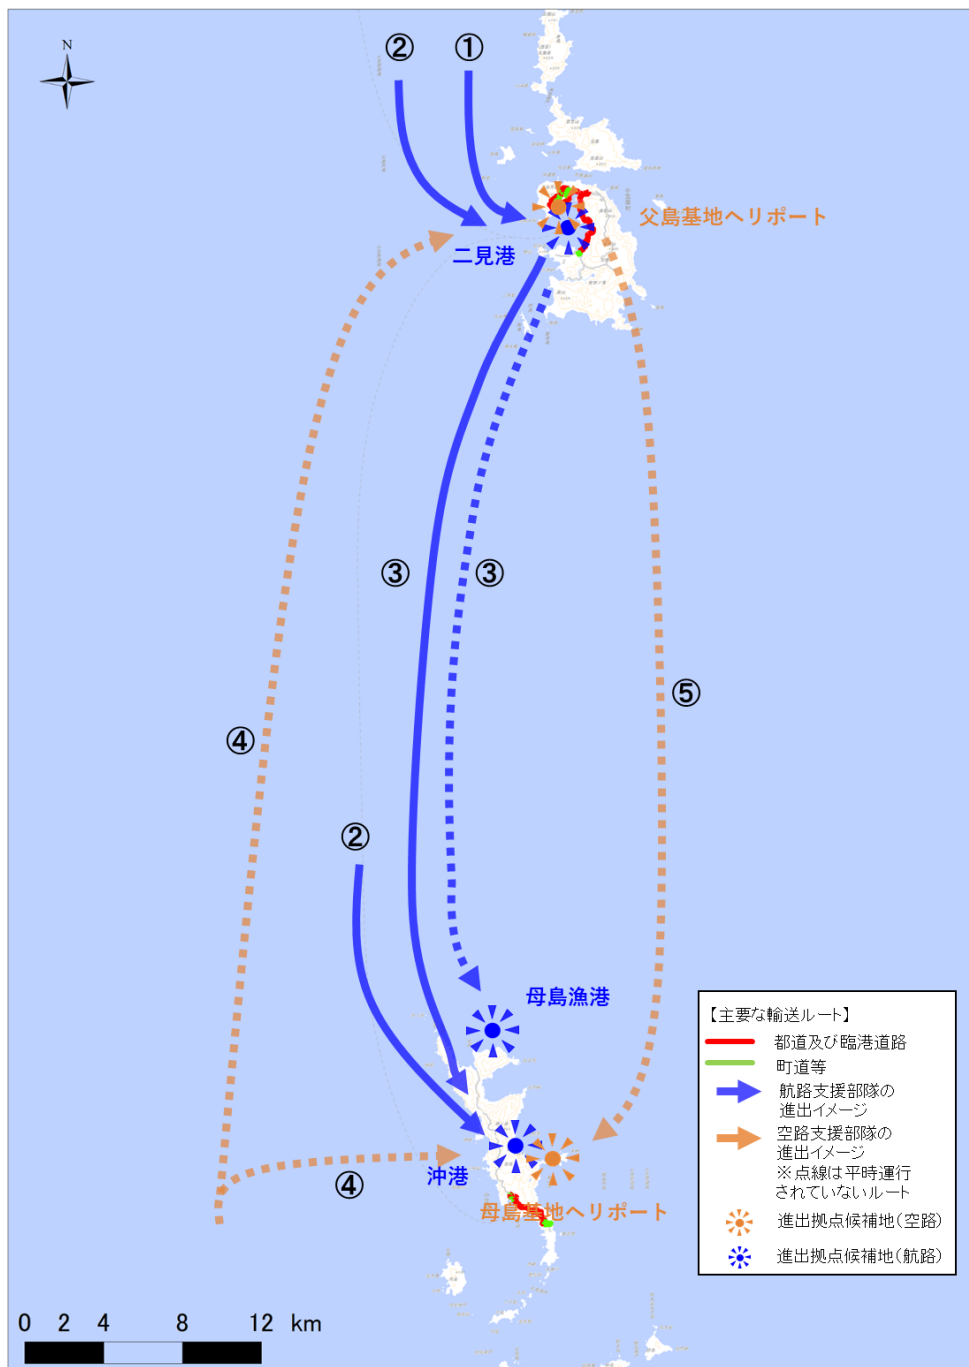 ② ①
N
父島基地ヘリポート
二見港
③ ③
⑤
④
②
母島漁港
沖港
④
母島基地ヘリポート
【主要な輸送ルート】
都道及び臨港道路
町道等
航路支援部隊の
進出イメージ
空路支援部隊の
進出イメージ
※点線は平時運行
されていないルート
進出拠点候補地(空路)
進出拠点候補地(航路)
0 2 4 8 12 km